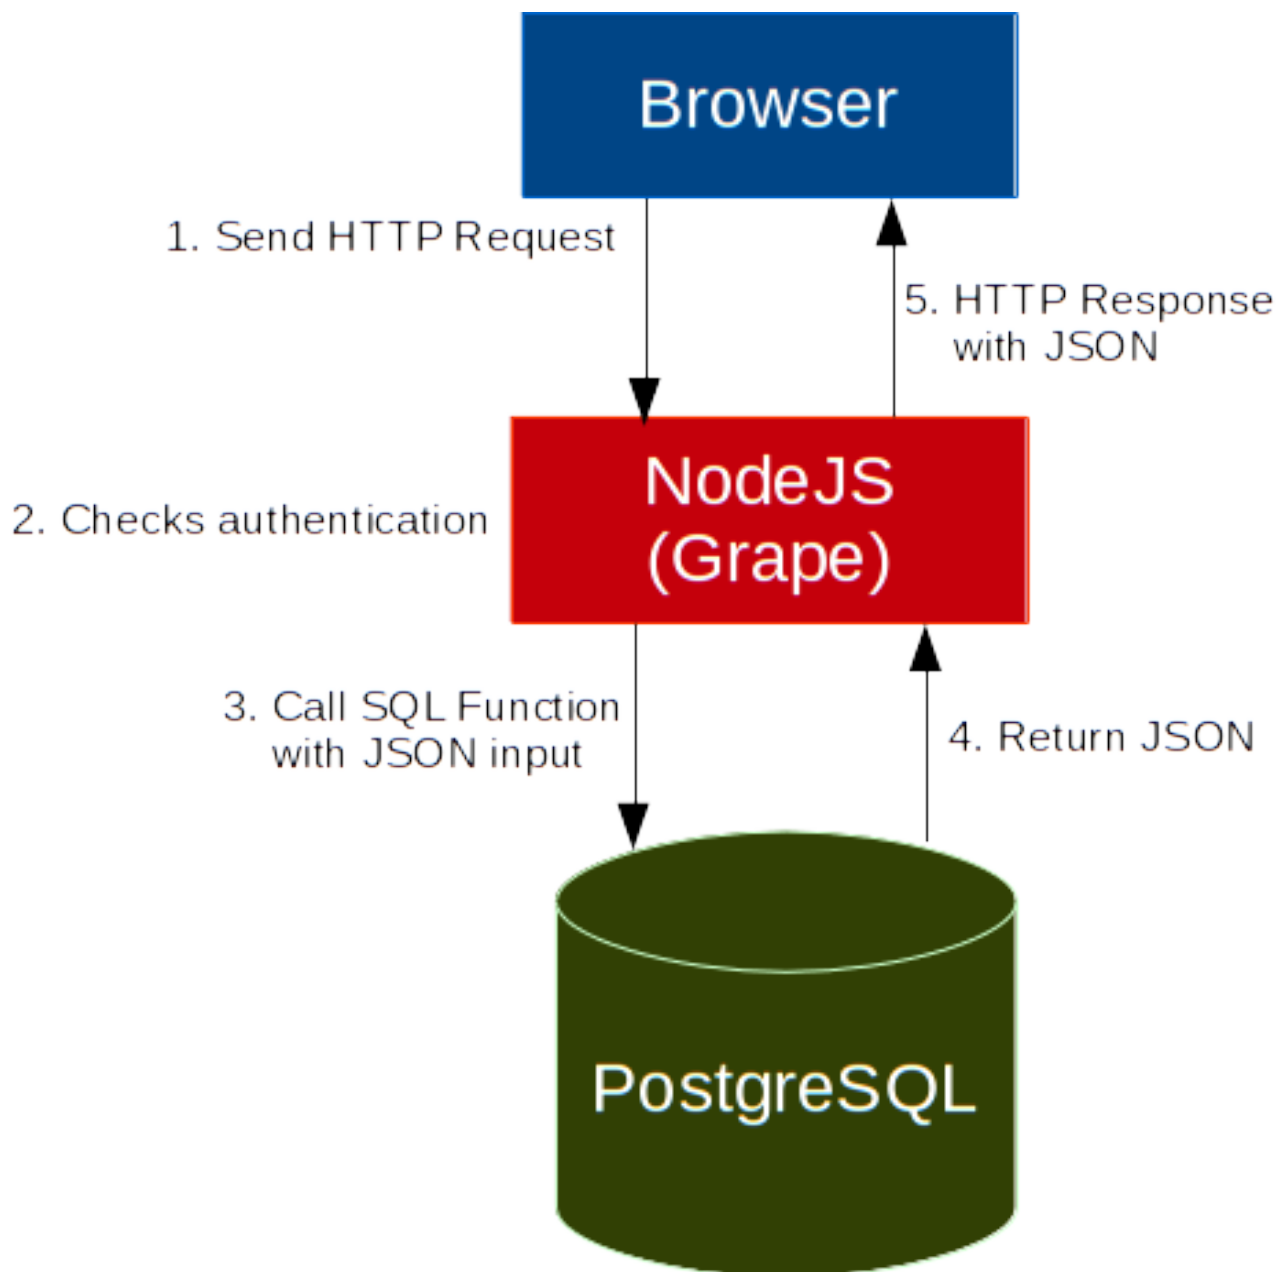 Browser
1. Send HTTP Request
5. HTTP Response
with JSON
NodeJS
(Grape)
2. Checks authentication
3. Call SQL Function
with JSON input
4. Return JSON
PostgreSQL